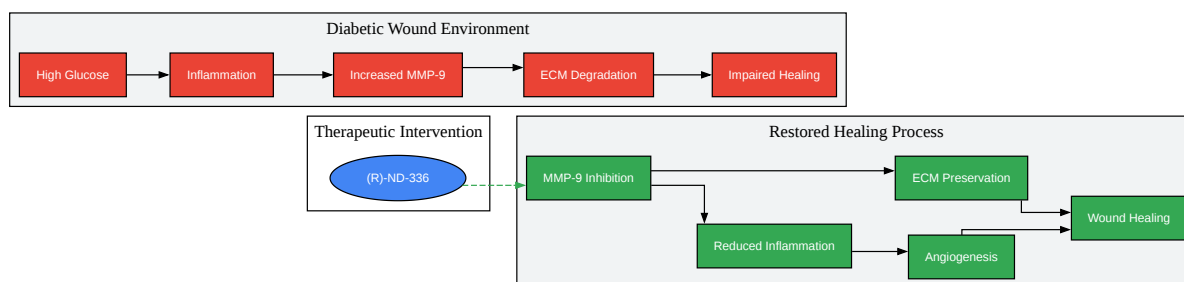 Diabetic Wound Environment
High Glucose
Inflammation
Increased MMP-9
ECM Degradation
Impaired Healing
Therapeutic Intervention
(R)-ND-336
Restored Healing Process
MMP-9 Inhibition
ECM Preservation
Reduced Inflammation
Angiogenesis
Wound Healing